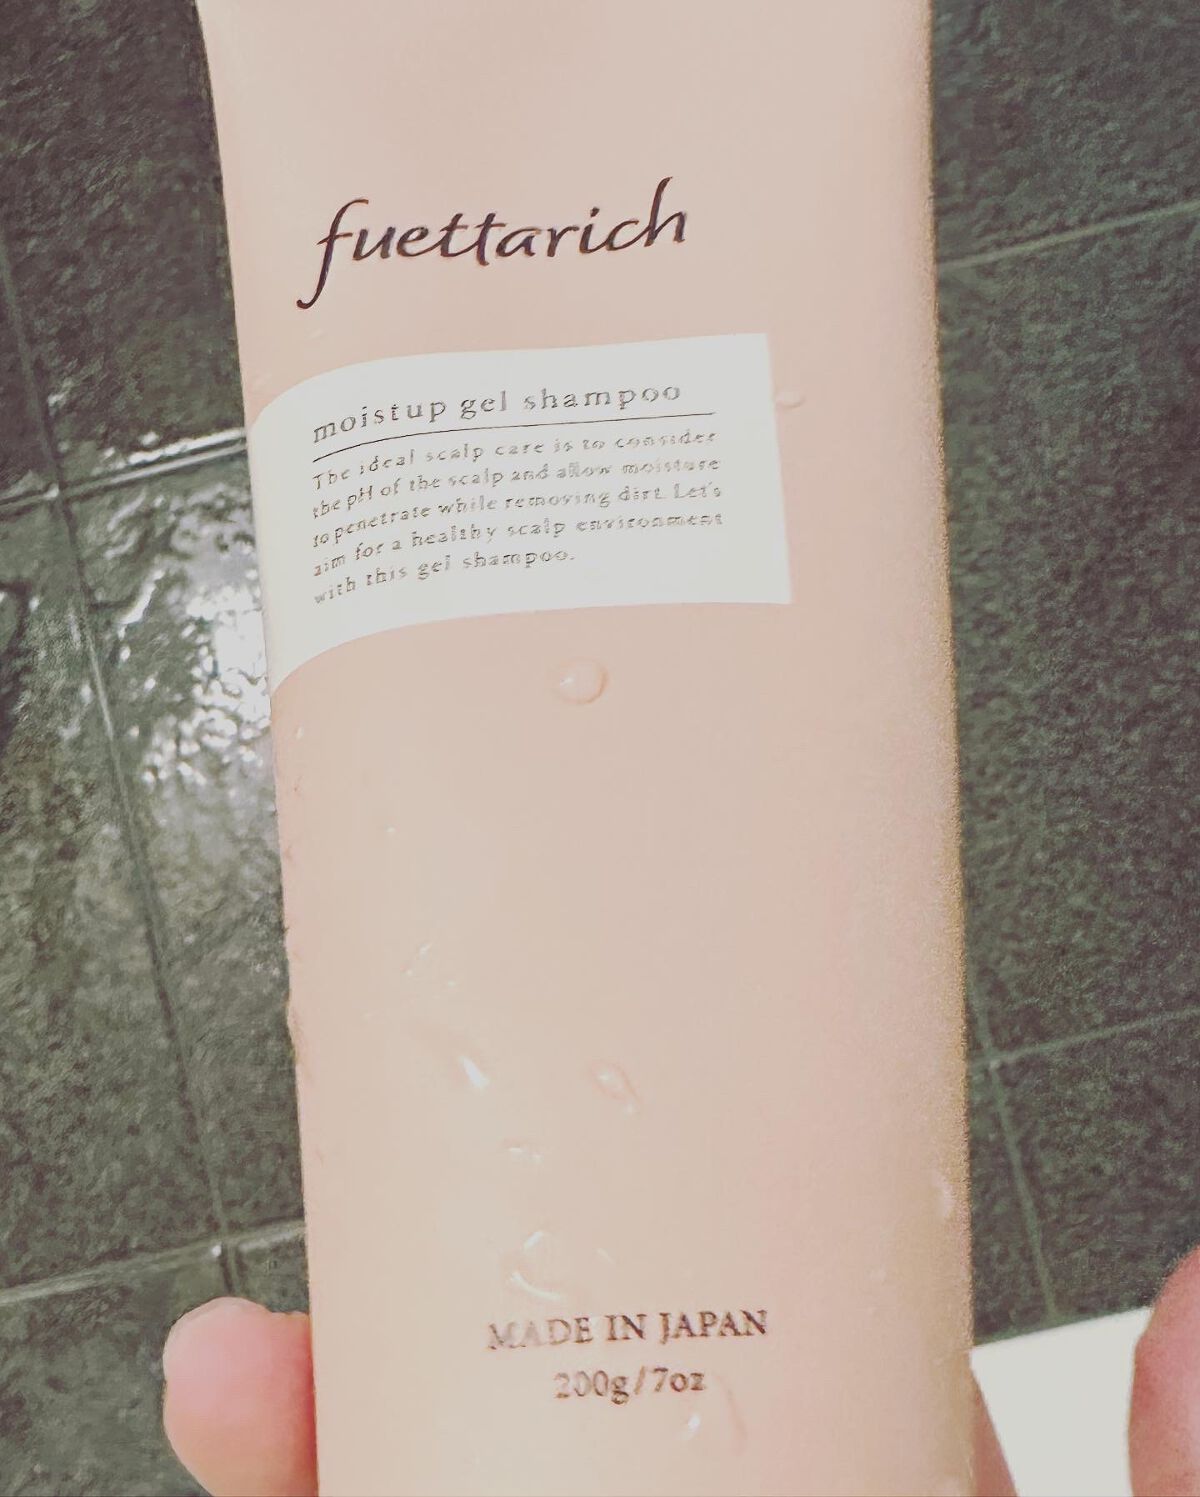 fuettarich
moistup gel shampoo
The ideal scalp care is to consider
the pH of the scalp and allow moisture
to penetrate while removing dirt. Let's
aim for a healthy scalp environment
with this gel shampoo.
MADE IN JAPAN
200g/7oz